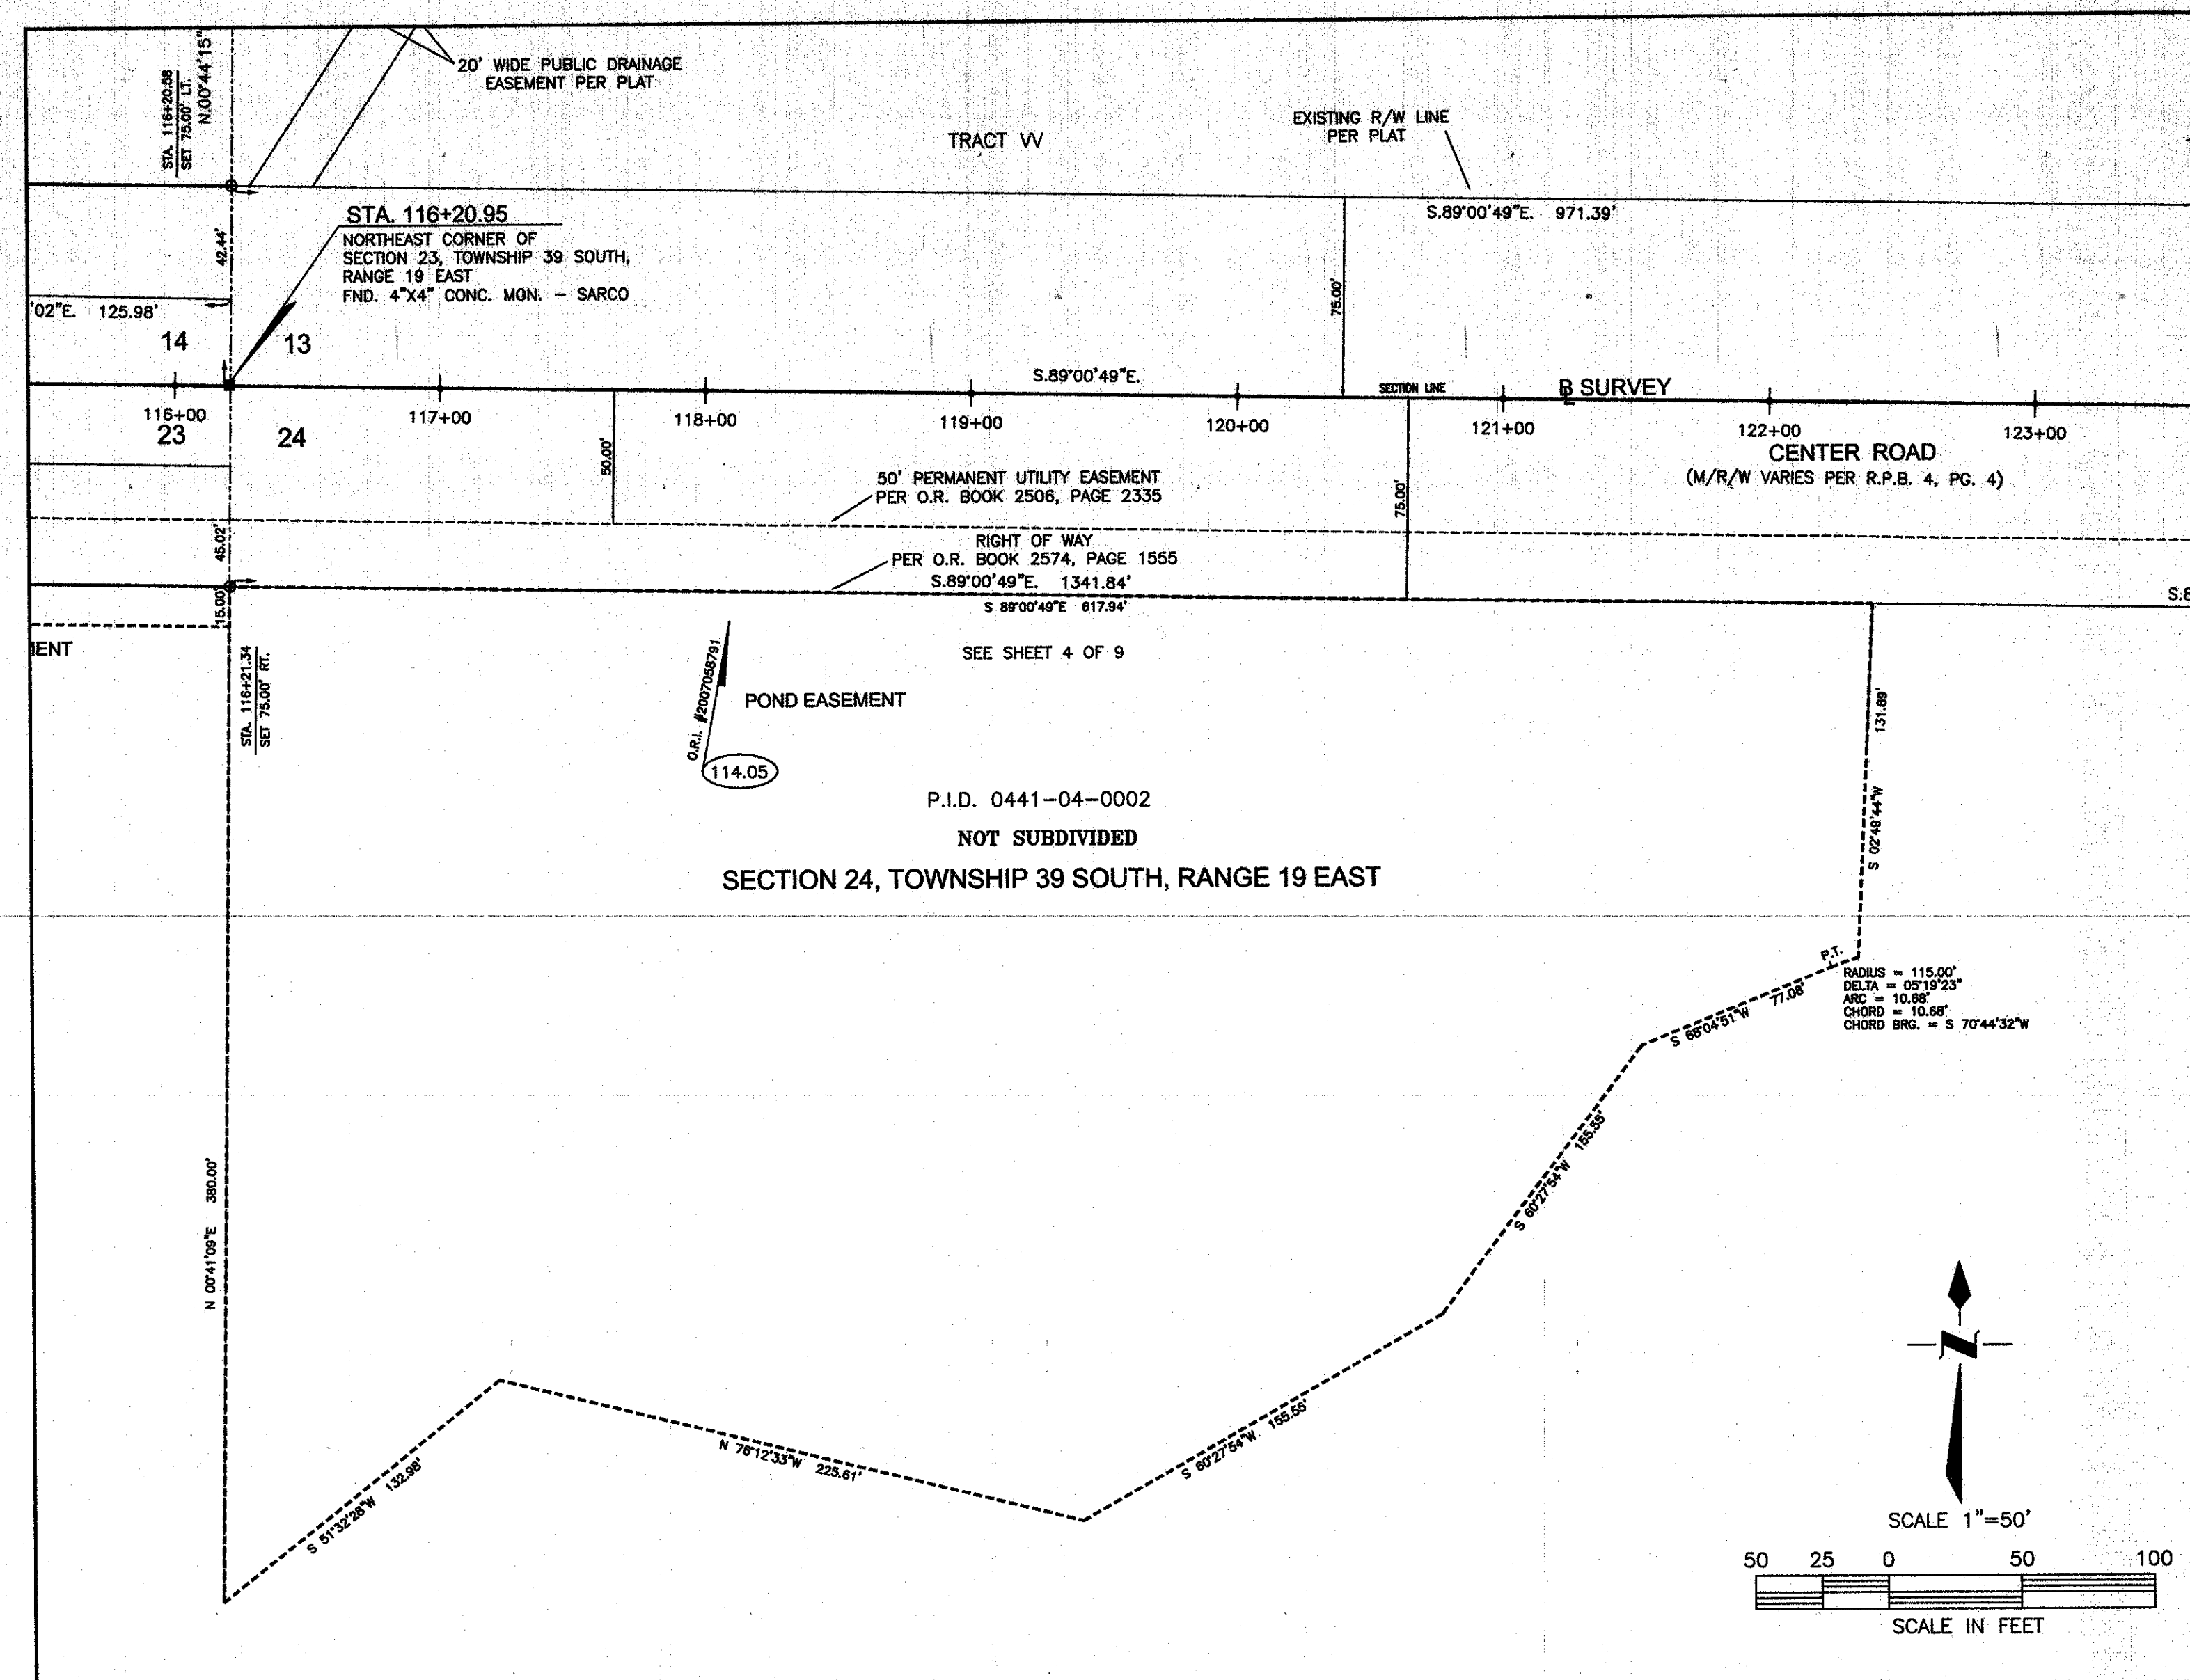 STA. 116+20.58
SET 75.00' LT.
N.00°44'15"
20' WIDE PUBLIC DRAINAGE
EASEMENT PER PLAT
TRACT VV
EXISTING R/W LINE
PER PLAT
S.89°00'49"E. 971.39'
STA. 116+20.95
NORTHEAST CORNER OF
SECTION 23, TOWNSHIP 39 SOUTH,
RANGE 19 EAST
FND. 4"X4" CONC. MON. - SARCO
42.44'
75.00'
'02"E. 125.98'
14
13
S.89°00'49"E.
SECTION LINE
BL SURVEY
116+00
117+00
118+00
119+00
120+00
121+00
122+00
123+00
23
24
CENTER ROAD
(M/R/W VARIES PER R.P.B. 4, PG. 4)
50.00'
50' PERMANENT UTILITY EASEMENT
PER O.R. BOOK 2506, PAGE 2335
75.00'
45.02'
RIGHT OF WAY
PER O.R. BOOK 2574, PAGE 1555
S.89°00'49"E. 1341.84'
S 89°00'49"E 617.94'
S.8
15.00'
IENT
SEE SHEET 4 OF 9
STA. 116+21.34
SET 75.00' RT.
O.R.I. #2007058791
POND EASEMENT
114.05
131.89'
S 02°49'44"W
P.I.D. 0441-04-0002
NOT SUBDIVIDED
SECTION 24, TOWNSHIP 39 SOUTH, RANGE 19 EAST
P.T.
RADIUS = 115.00'
DELTA = 05°19'23"
ARC = 10.68'
CHORD = 10.68'
CHORD BRG. = S 70°44'32"W
S 68°04'51"W 77.08'
S 60°27'54"W 155.55'
N 00°41'09"E 380.00'
S 60°27'54"W 155.55'
N 76°12'33"W 225.61'
S 51°32'28"W 132.98'
N
SCALE 1"=50'
50 25 0 50 100
SCALE IN FEET